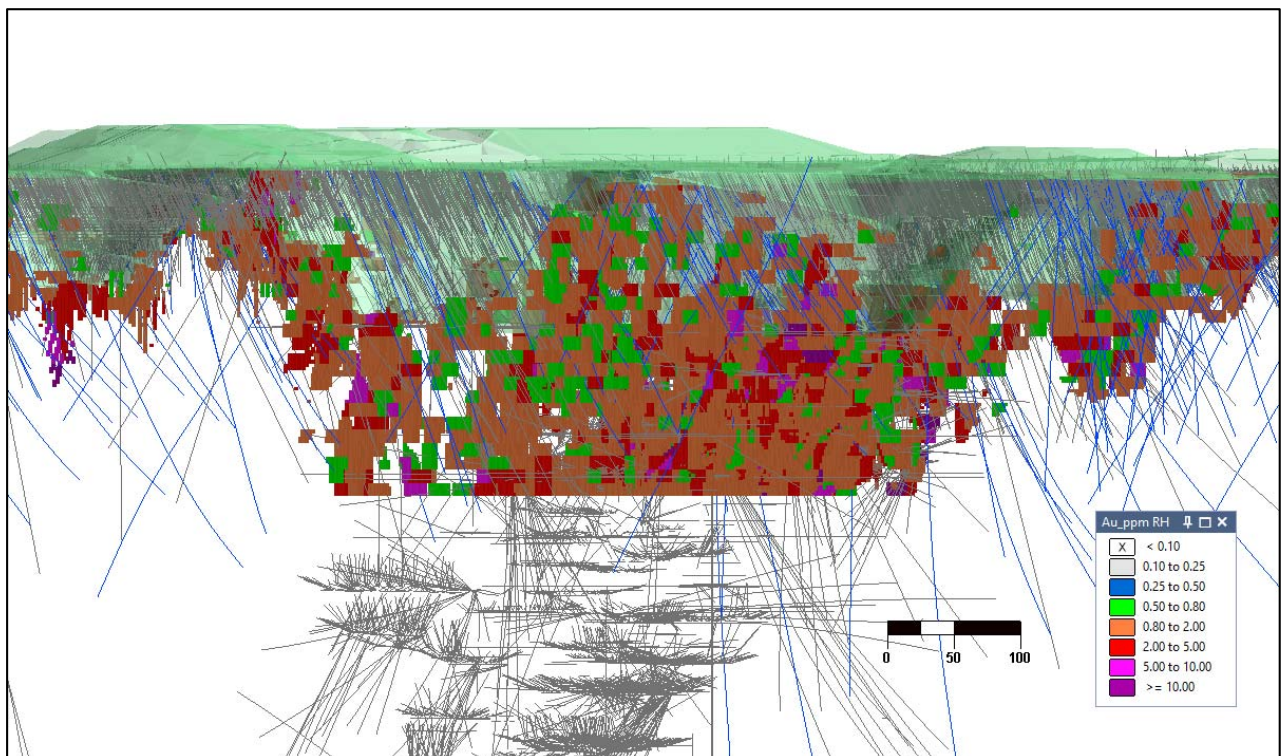 Au_ppm RH
X < 0.10
0.10 to 0.25
0.25 to 0.50
0.50 to 0.80
0.80 to 2.00
2.00 to 5.00
5.00 to 10.00
>= 10.00
0 50 100